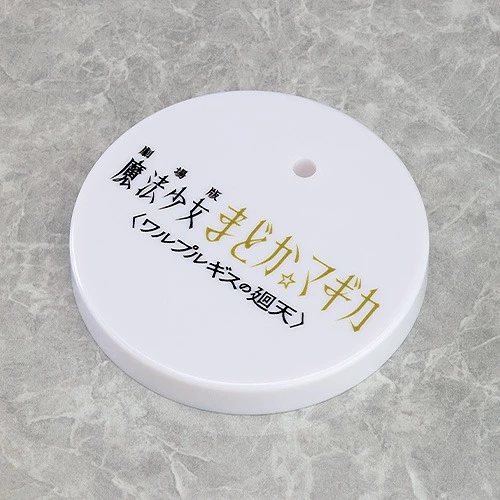 劇場版
魔法少女まどか☆マギカ
〈ワルプルギスの廻天〉